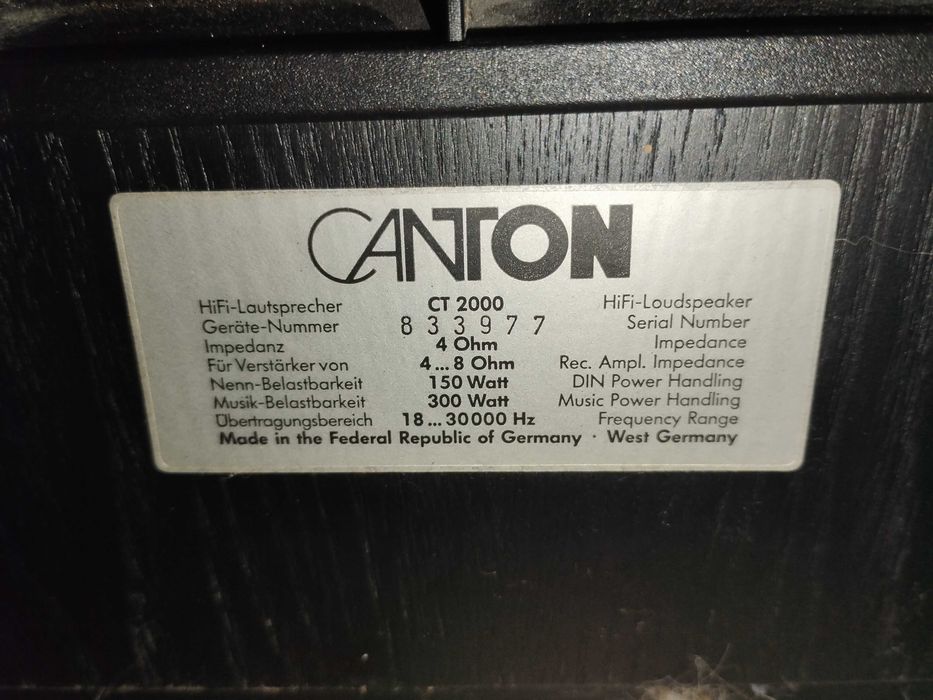 CANTON
HiFi-Lautsprecher CT 2000 HiFi-Loudspeaker
Geräte-Nummer 833977 Serial Number
Impedanz 4 Ohm Impedance
Für Verstärker von 4...8 Ohm Rec. Ampl. Impedance
Nenn-Belastbarkeit 150 Watt DIN Power Handling
Musik-Belastbarkeit 300 Watt Music Power Handling
Übertragungsbereich 18...30000 Hz Frequency Range
Made in the Federal Republic of Germany · West Germany